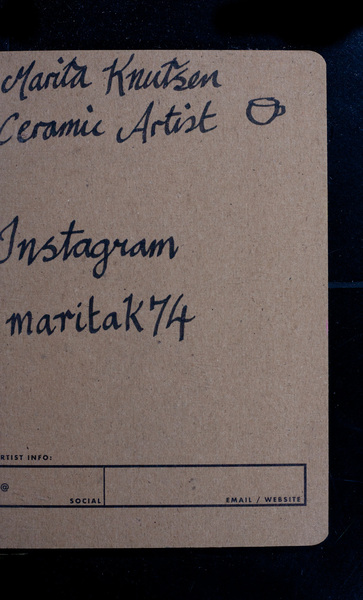 Marita Knutsen
Ceramic Artist
Instagram
maritak74
RTIST INFO:
@
SOCIAL
EMAIL / WEBSITE